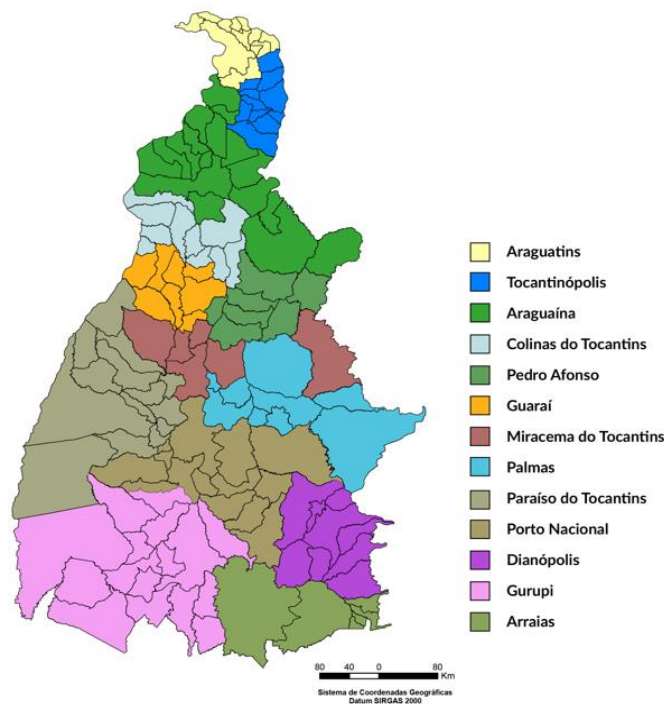 Araguatins
Tocantinópolis
Araguaína
Colinas do Tocantins
Pedro Afonso
Guaraí
Miracema do Tocantins
Palmas
Paraíso do Tocantins
Porto Nacional
Dianópolis
Gurupi
Arraias
80 40 0 80
Km
Sistema de Coordenadas Geográficas
Datum SIRGAS 2000